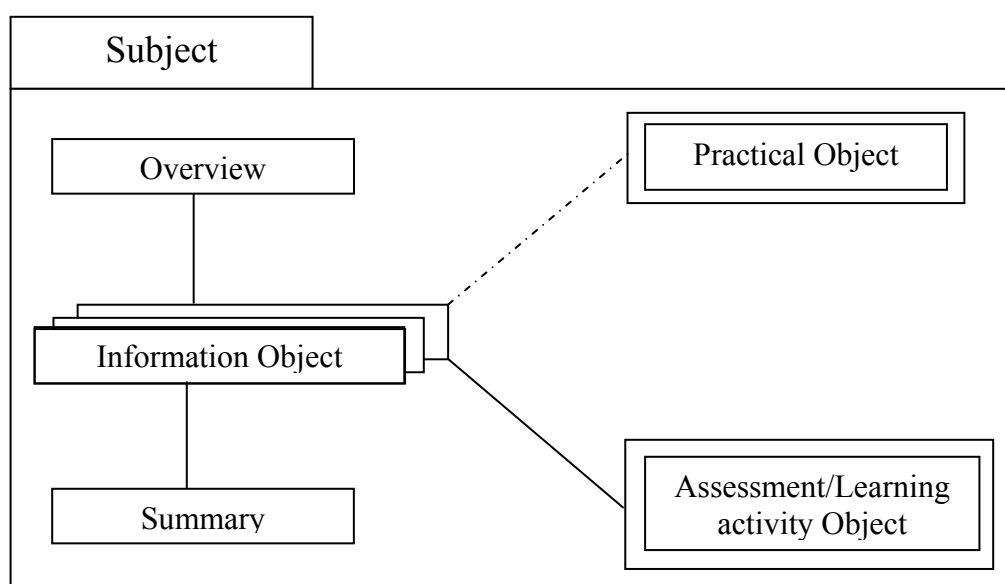 Subject
Overview
Practical Object
Information Object
Assessment/Learning
activity Object
Summary